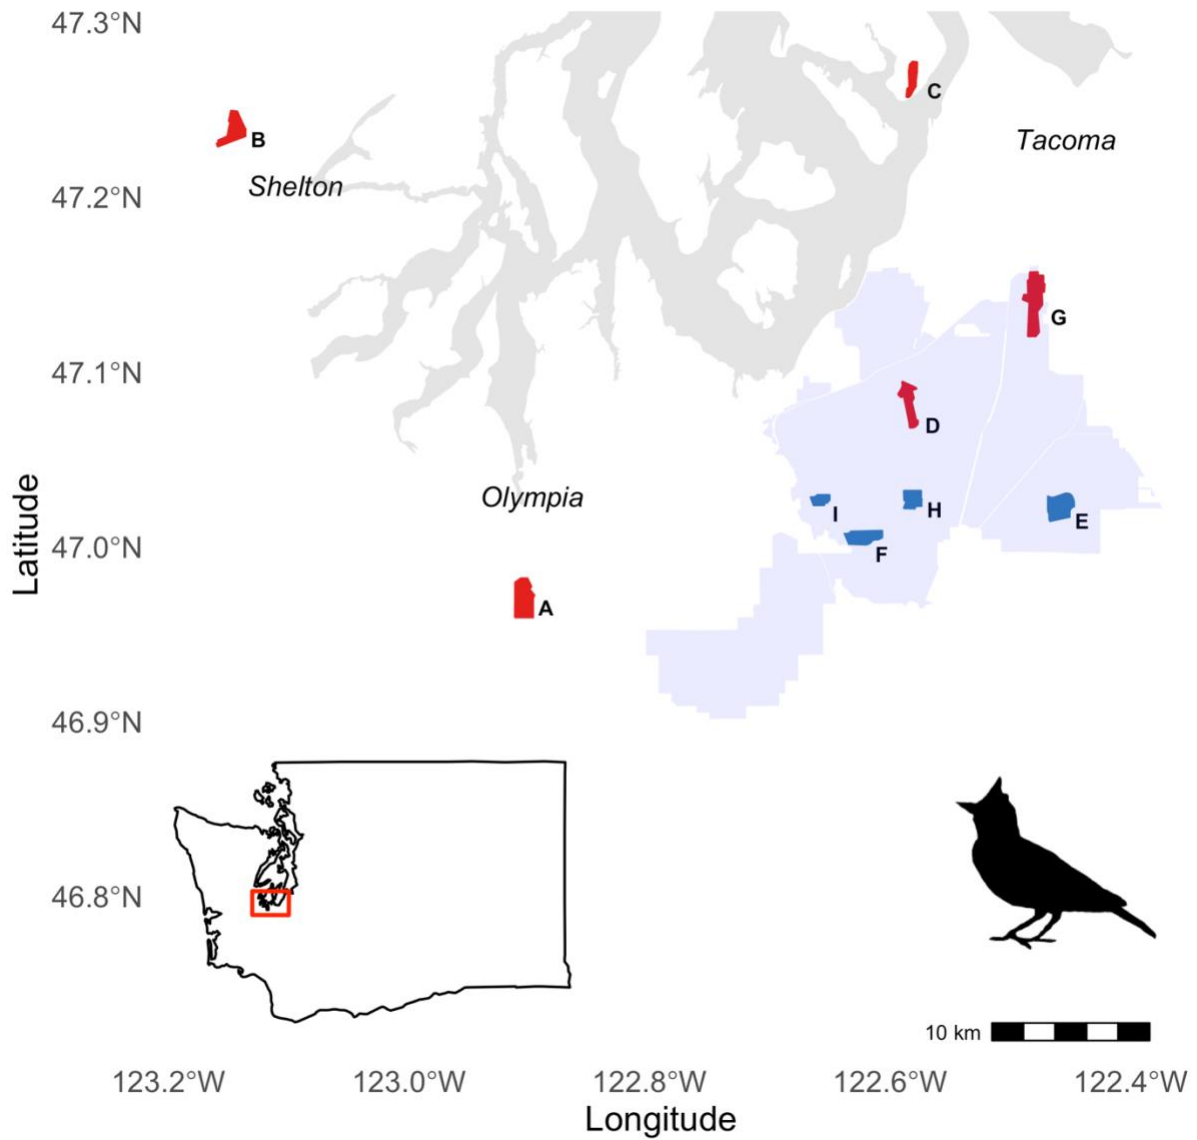 47.3°N
C
B
Tacoma
Shelton
47.2°N
G
47.1°N
D
Olympia
I
H
E
47.0°N
F
A
Latitude
46.9°N
46.8°N
10 km
123.2°W
123.0°W
122.8°W
122.6°W
122.4°W
Longitude